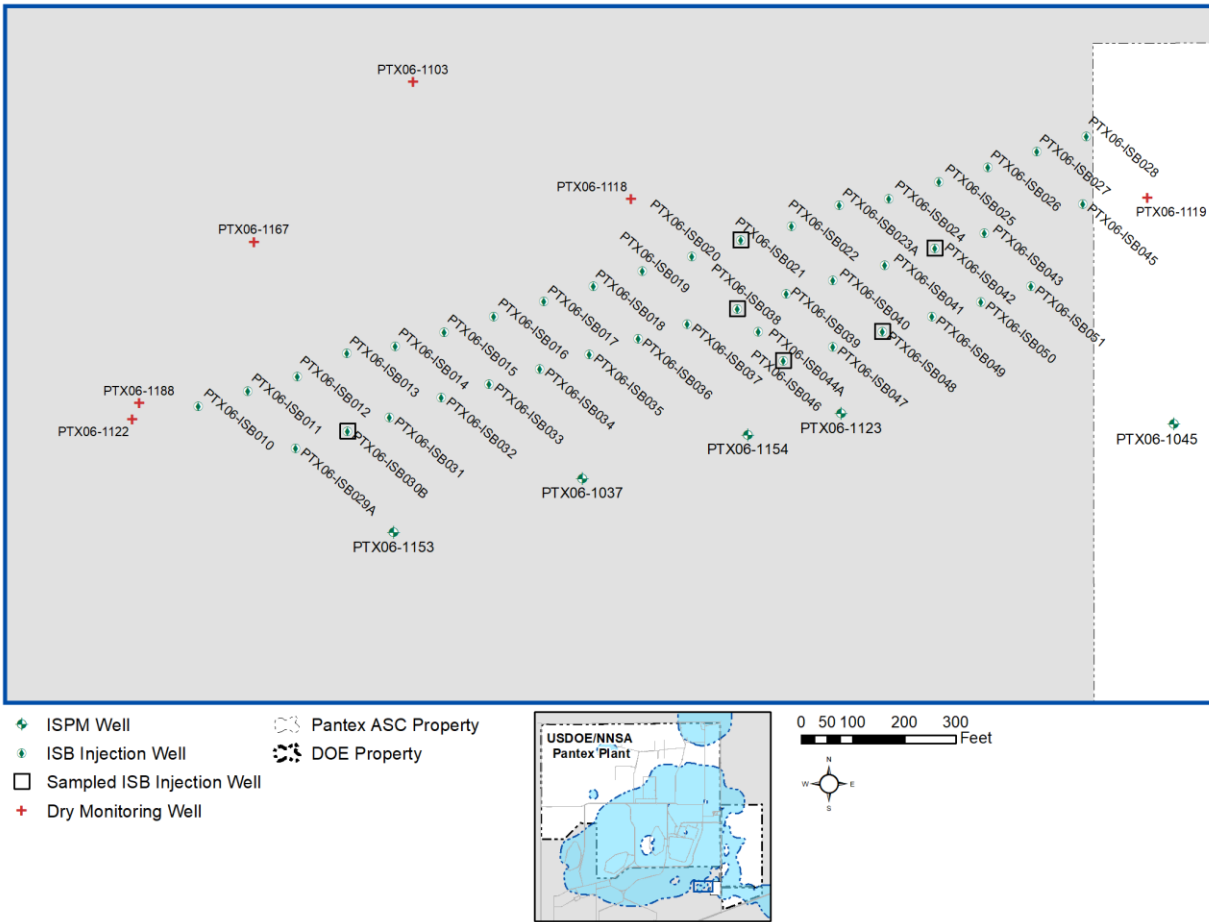 PTX06-1103
PTX06-1118
PTX06-1167
PTX06-1119
PTX06-1188
PTX06-1122
PTX06-ISB010
PTX06-ISB011
PTX06-ISB012
PTX06-ISB013
PTX06-ISB014
PTX06-ISB015
PTX06-ISB016
PTX06-ISB017
PTX06-ISB018
PTX06-ISB019
PTX06-ISB020
PTX06-ISB021
PTX06-ISB022
PTX06-ISB023A
PTX06-ISB024
PTX06-ISB025
PTX06-ISB026
PTX06-ISB027
PTX06-ISB028
PTX06-ISB029A
PTX06-ISB030B
PTX06-ISB031
PTX06-ISB032
PTX06-ISB033
PTX06-ISB034
PTX06-ISB035
PTX06-ISB036
PTX06-ISB037
PTX06-ISB038
PTX06-ISB039
PTX06-ISB040
PTX06-ISB041
PTX06-ISB042
PTX06-ISB043
PTX06-ISB045
PTX06-ISB044A
PTX06-ISB046
PTX06-ISB047
PTX06-ISB048
PTX06-ISB049
PTX06-ISB050
PTX06-ISB051
PTX06-1123
PTX06-1045
PTX06-1154
PTX06-1037
PTX06-1153
ISPM Well
ISB Injection Well
Sampled ISB Injection Well
Dry Monitoring Well
Pantex ASC Property
DOE Property
USDOE/NNSA
Pantex Plant
0 50 100 200 300
Feet
N
W E
S